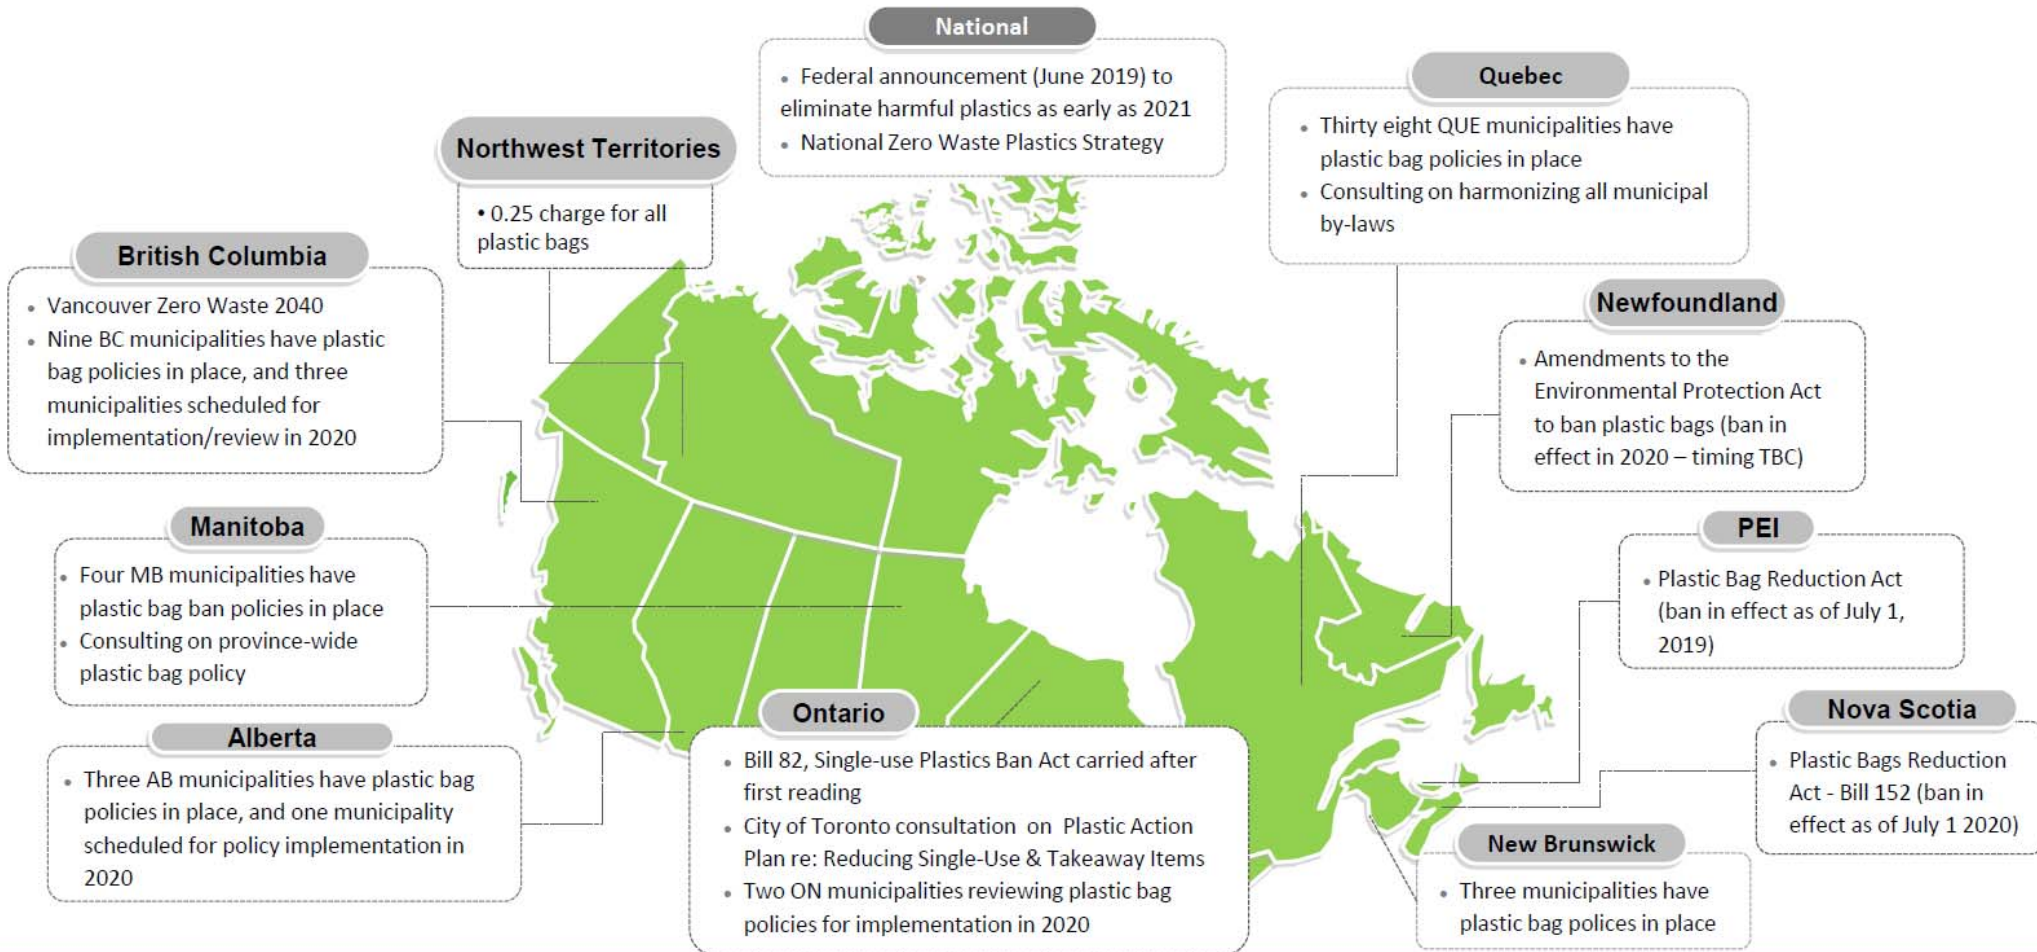 National
• Federal announcement (June 2019) to
eliminate harmful plastics as early as 2021
• National Zero Waste Plastics Strategy
Quebec
• Thirty eight QUE municipalities have
plastic bag policies in place
• Consulting on harmonizing all municipal
by-laws
Northwest Territories
• 0.25 charge for all
plastic bags
British Columbia
• Vancouver Zero Waste 2040
• Nine BC municipalities have plastic
bag policies in place, and three
municipalities scheduled for
implementation/review in 2020
Newfoundland
• Amendments to the
Environmental Protection Act
to ban plastic bags (ban in
effect in 2020 – timing TBC)
Manitoba
• Four MB municipalities have
plastic bag ban policies in place
• Consulting on province-wide
plastic bag policy
PEI
• Plastic Bag Reduction Act
(ban in effect as of July 1,
2019)
Alberta
• Three AB municipalities have plastic bag
policies in place, and one municipality
scheduled for policy implementation in
2020
Ontario
• Bill 82, Single-use Plastics Ban Act carried after
first reading
• City of Toronto consultation on Plastic Action
Plan re: Reducing Single-Use & Takeaway Items
• Two ON municipalities reviewing plastic bag
policies for implementation in 2020
Nova Scotia
• Plastic Bags Reduction
Act - Bill 152 (ban in
effect as of July 1 2020)
New Brunswick
• Three municipalities have
plastic bag polices in place